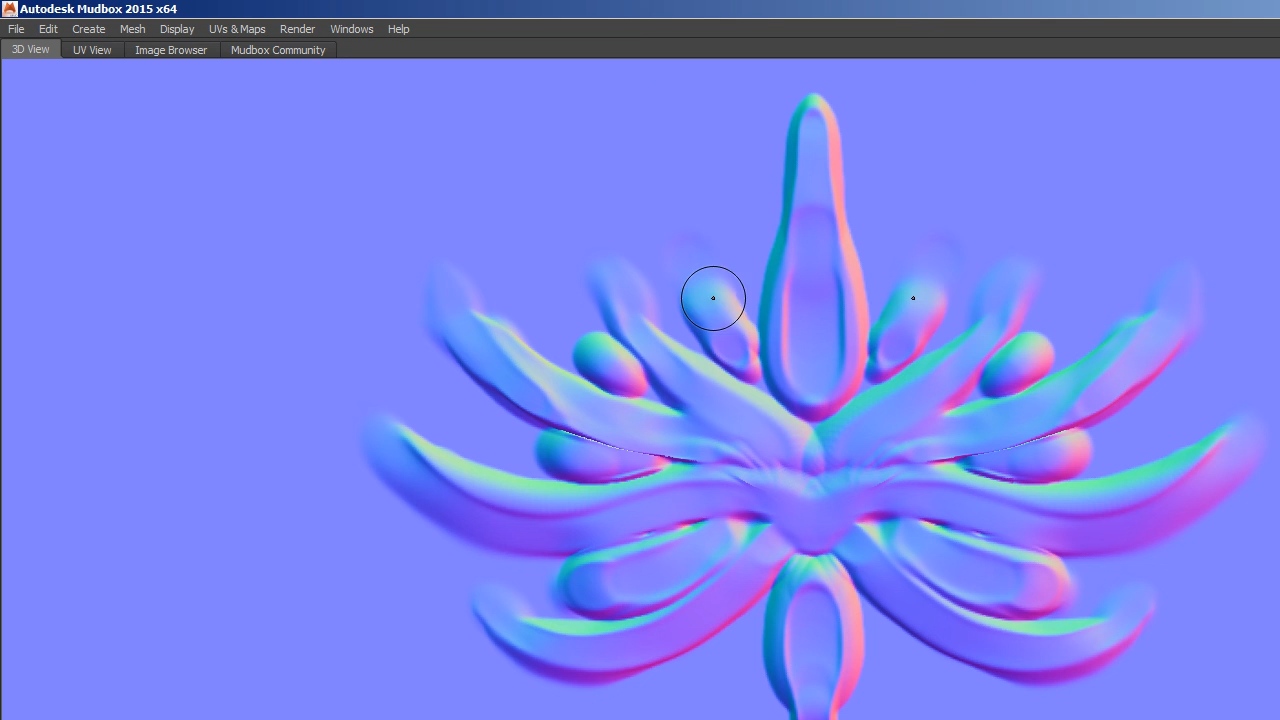 Autodesk Mudbox 2015 x64
File Edit Create Mesh Display UVs & Maps Render Windows Help
3D View UV View Image Browser Mudbox Community